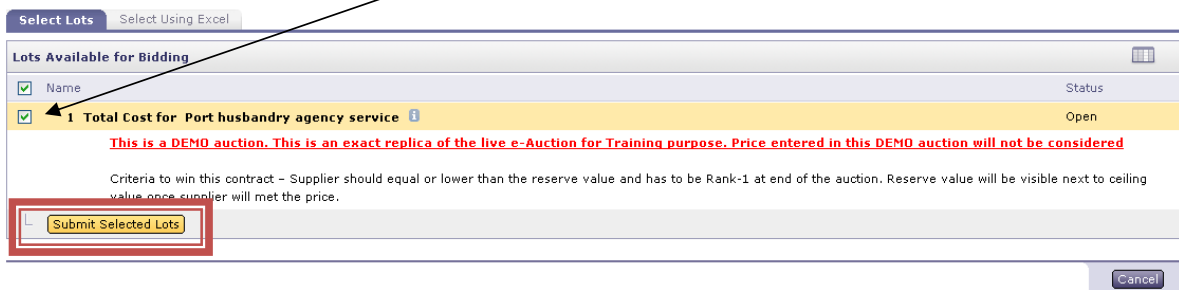 Select Lots Select Using Excel
Lots Available for Bidding
Name Status
1 Total Cost for Port husbandry agency service Open
This is a DEMO auction. This is an exact replica of the live e-Auction for Training purpose. Price entered in this DEMO auction will not be considered
Criteria to win this contract – Supplier should equal or lower than the reserve value and has to be Rank-1 at end of the auction. Reserve value will be visible next to ceiling
value once supplier will met the price.
Submit Selected Lots
Cancel